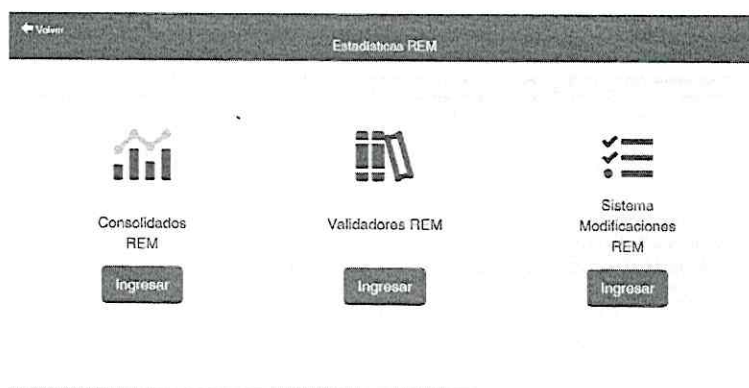 Volver
Estadísticas REM
Consolidados
REM
Ingresar
Validadores REM
Ingresar
Sistema
Modificaciones
REM
Ingresar